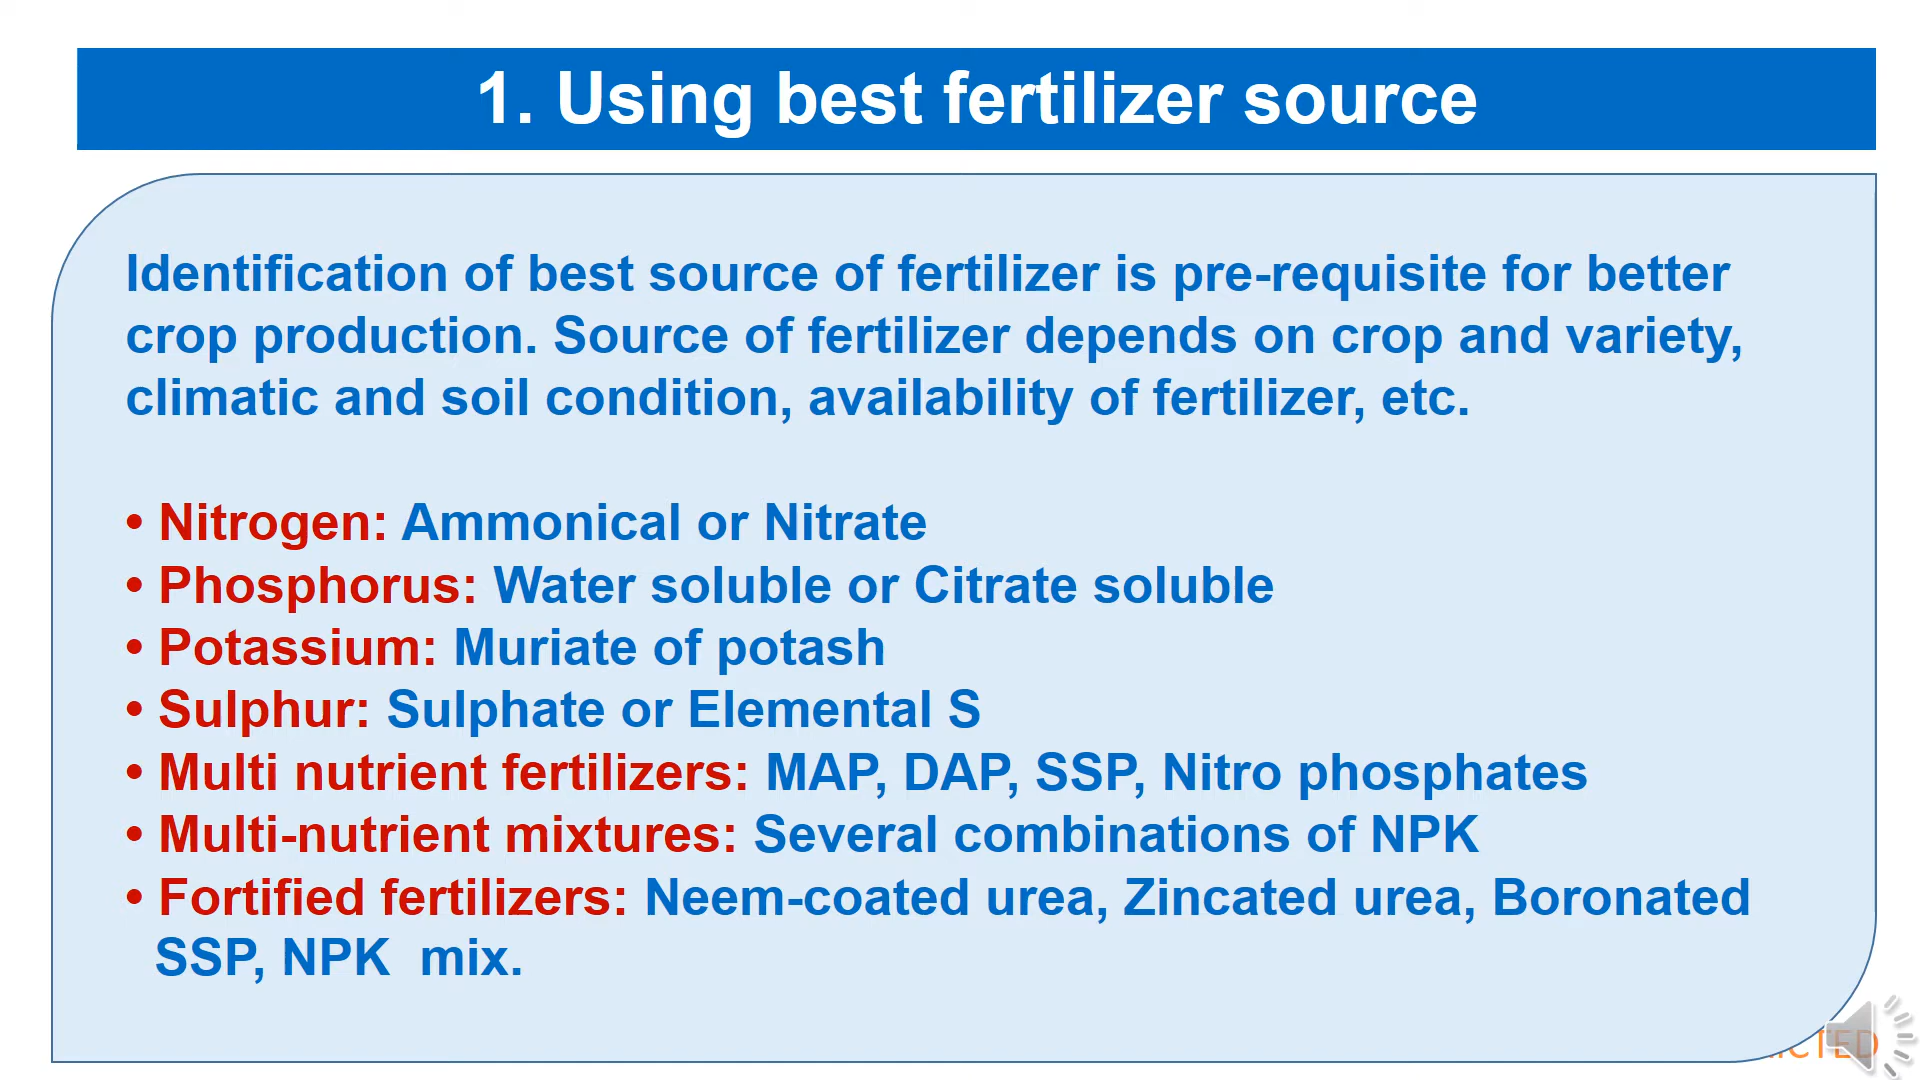 1. Using best fertilizer source
Identification of best source of fertilizer is pre-requisite for better
crop production. Source of fertilizer depends on crop and variety,
climatic and soil condition, availability of fertilizer, etc.
• Nitrogen: Ammonical or Nitrate
• Phosphorus: Water soluble or Citrate soluble
• Potassium: Muriate of potash
• Sulphur: Sulphate or Elemental S
• Multi nutrient fertilizers: MAP, DAP, SSP, Nitro phosphates
• Multi-nutrient mixtures: Several combinations of NPK
• Fortified fertilizers: Neem-coated urea, Zincated urea, Boronated
SSP, NPK mix.